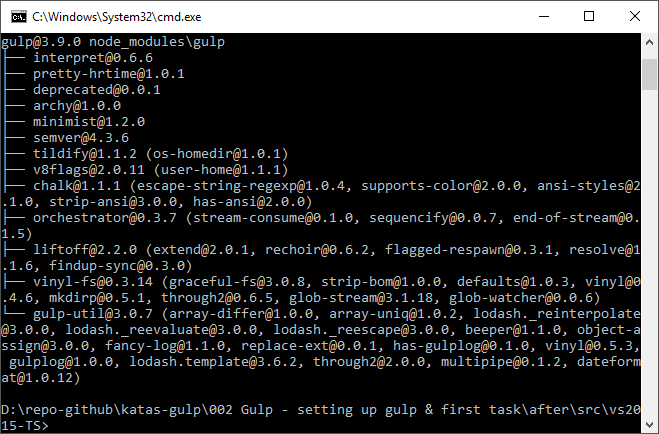 C:\Windows\System32\cmd.exe
gulp@3.9.0 node_modules\gulp
├── interpret@0.6.6
├── pretty-hrtime@1.0.1
├── deprecated@0.0.1
├── archy@1.0.0
├── minimist@1.2.0
├── semver@4.3.6
├── tildify@1.1.2 (os-homedir@1.0.1)
├── v8flags@2.0.11 (user-home@1.1.1)
├── chalk@1.1.1 (escape-string-regexp@1.0.4, supports-color@2.0.0, ansi-styles@2
.1.0, strip-ansi@3.0.0, has-ansi@2.0.0)
├── orchestrator@0.3.7 (stream-consume@0.1.0, sequencify@0.0.7, end-of-stream@0.
1.5)
├── liftoff@2.2.0 (extend@2.0.1, rechoir@0.6.2, flagged-respawn@0.3.1, resolve@1
.1.6, findup-sync@0.3.0)
├── vinyl-fs@0.3.14 (graceful-fs@3.0.8, strip-bom@1.0.0, defaults@1.0.3, vinyl@0
.4.6, mkdirp@0.5.1, through2@0.6.5, glob-stream@3.1.18, glob-watcher@0.0.6)
└── gulp-util@3.0.7 (array-differ@1.0.0, array-uniq@1.0.2, lodash._reinterpolate
@3.0.0, lodash._reevaluate@3.0.0, lodash._reescape@3.0.0, beeper@1.1.0, object-a
ssign@3.0.0, fancy-log@1.1.0, replace-ext@0.0.1, has-gulplog@0.1.0, vinyl@0.5.3,
 gulplog@1.0.0, lodash.template@3.6.2, through2@2.0.0, multipipe@0.1.2, dateform
at@1.0.12)
D:\repo-github\katas-gulp\002 Gulp - setting up gulp & first task\after\src\vs20
15-TS>